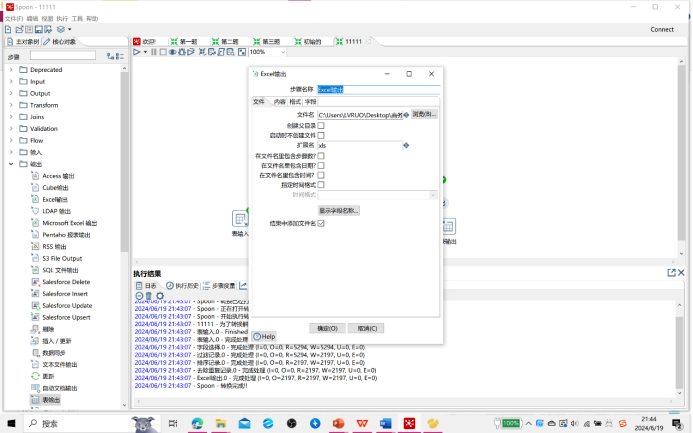 Spoon - 11111
文件(F) 编辑 视图 执行 工具 帮助
Connect
主对象树 核心对象
欢迎! 第一题 第二题 第三题 初始的 11111
步骤
100%
Deprecated
Input
Output
Transform
Joins
Validation
Flow
输入
输出
Access 输出
Cube输出
Excel输出
LDAP 输出
Microsoft Excel 输出
Pentaho 报表输出
RSS 输出
S3 File Output
SQL 文件输出
Salesforce Delete
Salesforce Insert
Salesforce Update
Salesforce Upsert
删除
插入 / 更新
数据同步
文本文件输出
更新
自动文档输出
表输出
表输入
Excel输出
步骤名称 Excel输出
文件 内容 格式 字段
文件名 C:\Users\LVRUO\Desktop\商务 浏览(B)...
创建父目录
启动时不创建文件
扩展名 xls
在文件名里包含步骤数?
在文件名里包含日期?
在文件名里包含时间?
指定时间格式
时间格式
显示字段名称...
结果中添加文件名
确定(O) 取消(C)
Help
执行结果
日志 执行历史 步骤度量
2024/06/19 21:43:07 - Spoon - 正在打开转
2024/06/19 21:43:07 - Spoon - 开始执行转
2024/06/19 21:43:07 - 11111 - 为了转换解
2024/06/19 21:43:07 - 表输入.0 - Finished
2024/06/19 21:43:07 - 表输入.0 - 完成处理
2024/06/19 21:43:07 - 字段选择.0 - 完成处理 (I=0, O=0, R=5294, W=5294, U=0, E=0)
2024/06/19 21:43:07 - 过滤记录.0 - 完成处理 (I=0, O=0, R=5294, W=2197, U=0, E=0)
2024/06/19 21:43:07 - 排序记录.0 - 完成处理 (I=0, O=0, R=2197, W=2197, U=0, E=0)
2024/06/19 21:43:07 - 去除重复记录.0 - 完成处理 (I=0, O=0, R=2197, W=2197, U=0, E=0)
2024/06/19 21:43:07 - Excel输出.0 - 完成处理 (I=0, O=2197, R=2197, W=2197, U=0, E=0)
2024/06/19 21:43:07 - Spoon - 转换完成!!
搜索
100%
21:44
2024/6/19